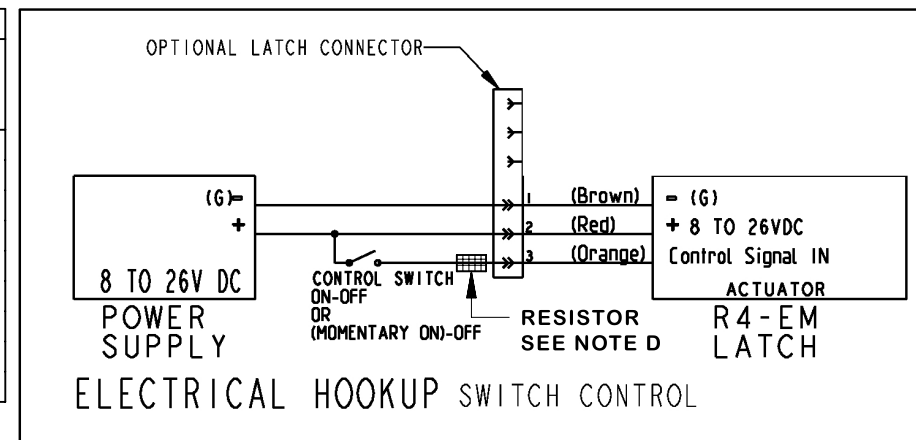 OPTIONAL LATCH CONNECTOR
(G)-
+
8 TO 26V DC
POWER
SUPPLY
1 (Brown)
2 (Red)
3 (Orange)
- (G)
+ 8 TO 26VDC
Control Signal IN
ACTUATOR
R4-EM
LATCH
CONTROL SWITCH
ON-OFF
OR
(MOMENTARY ON)-OFF
RESISTOR
SEE NOTE D
ELECTRICAL HOOKUP SWITCH CONTROL